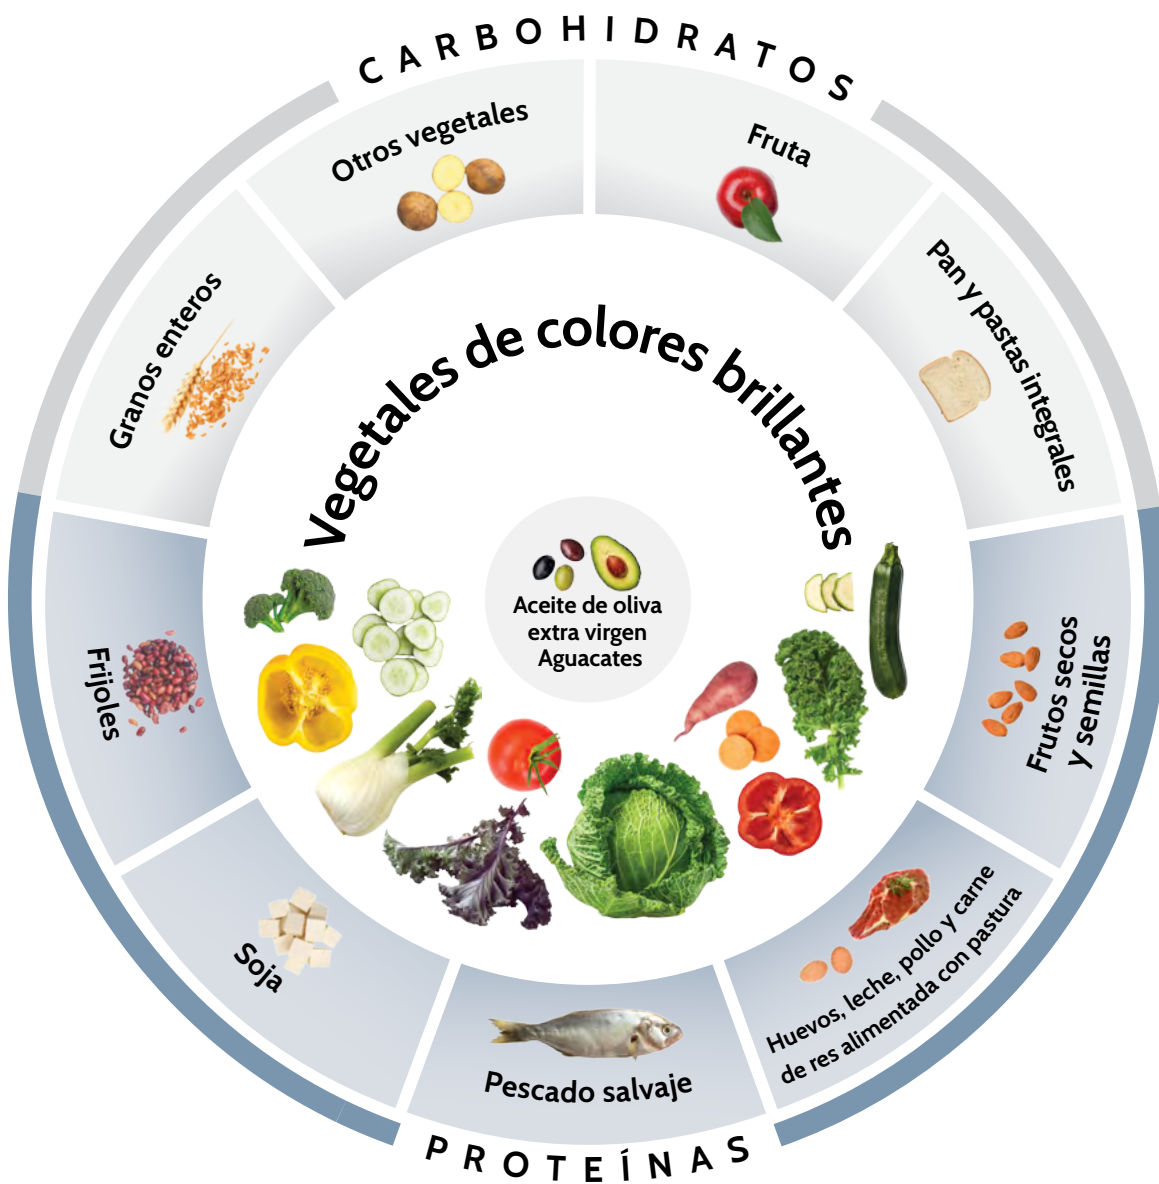 CARBOHIDRATOS
Otros vegetales
Fruta
Granos enteros
Pan y pastas integrales
Vegetales de colores brillantes
Aceite de oliva
extra virgen
Aguacates
Frijoles
Frutos secos
y semillas
Soja
Huevos, leche, pollo y carne
de res alimentada con pastura
Pescado salvaje
PROTEÍNAS